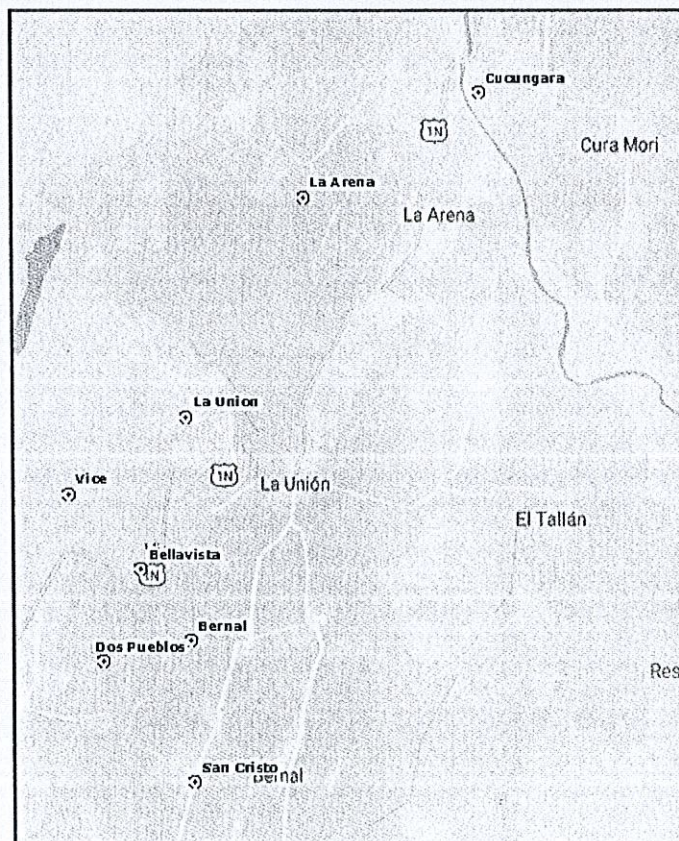 Cucungara
1N
Cura Mori
La Arena
La Arena
La Union
Vice
1N
La Unión
El Tallán
Bellavista
1N
Bernal
Dos Pueblos
Res
San Cristo
Bernal